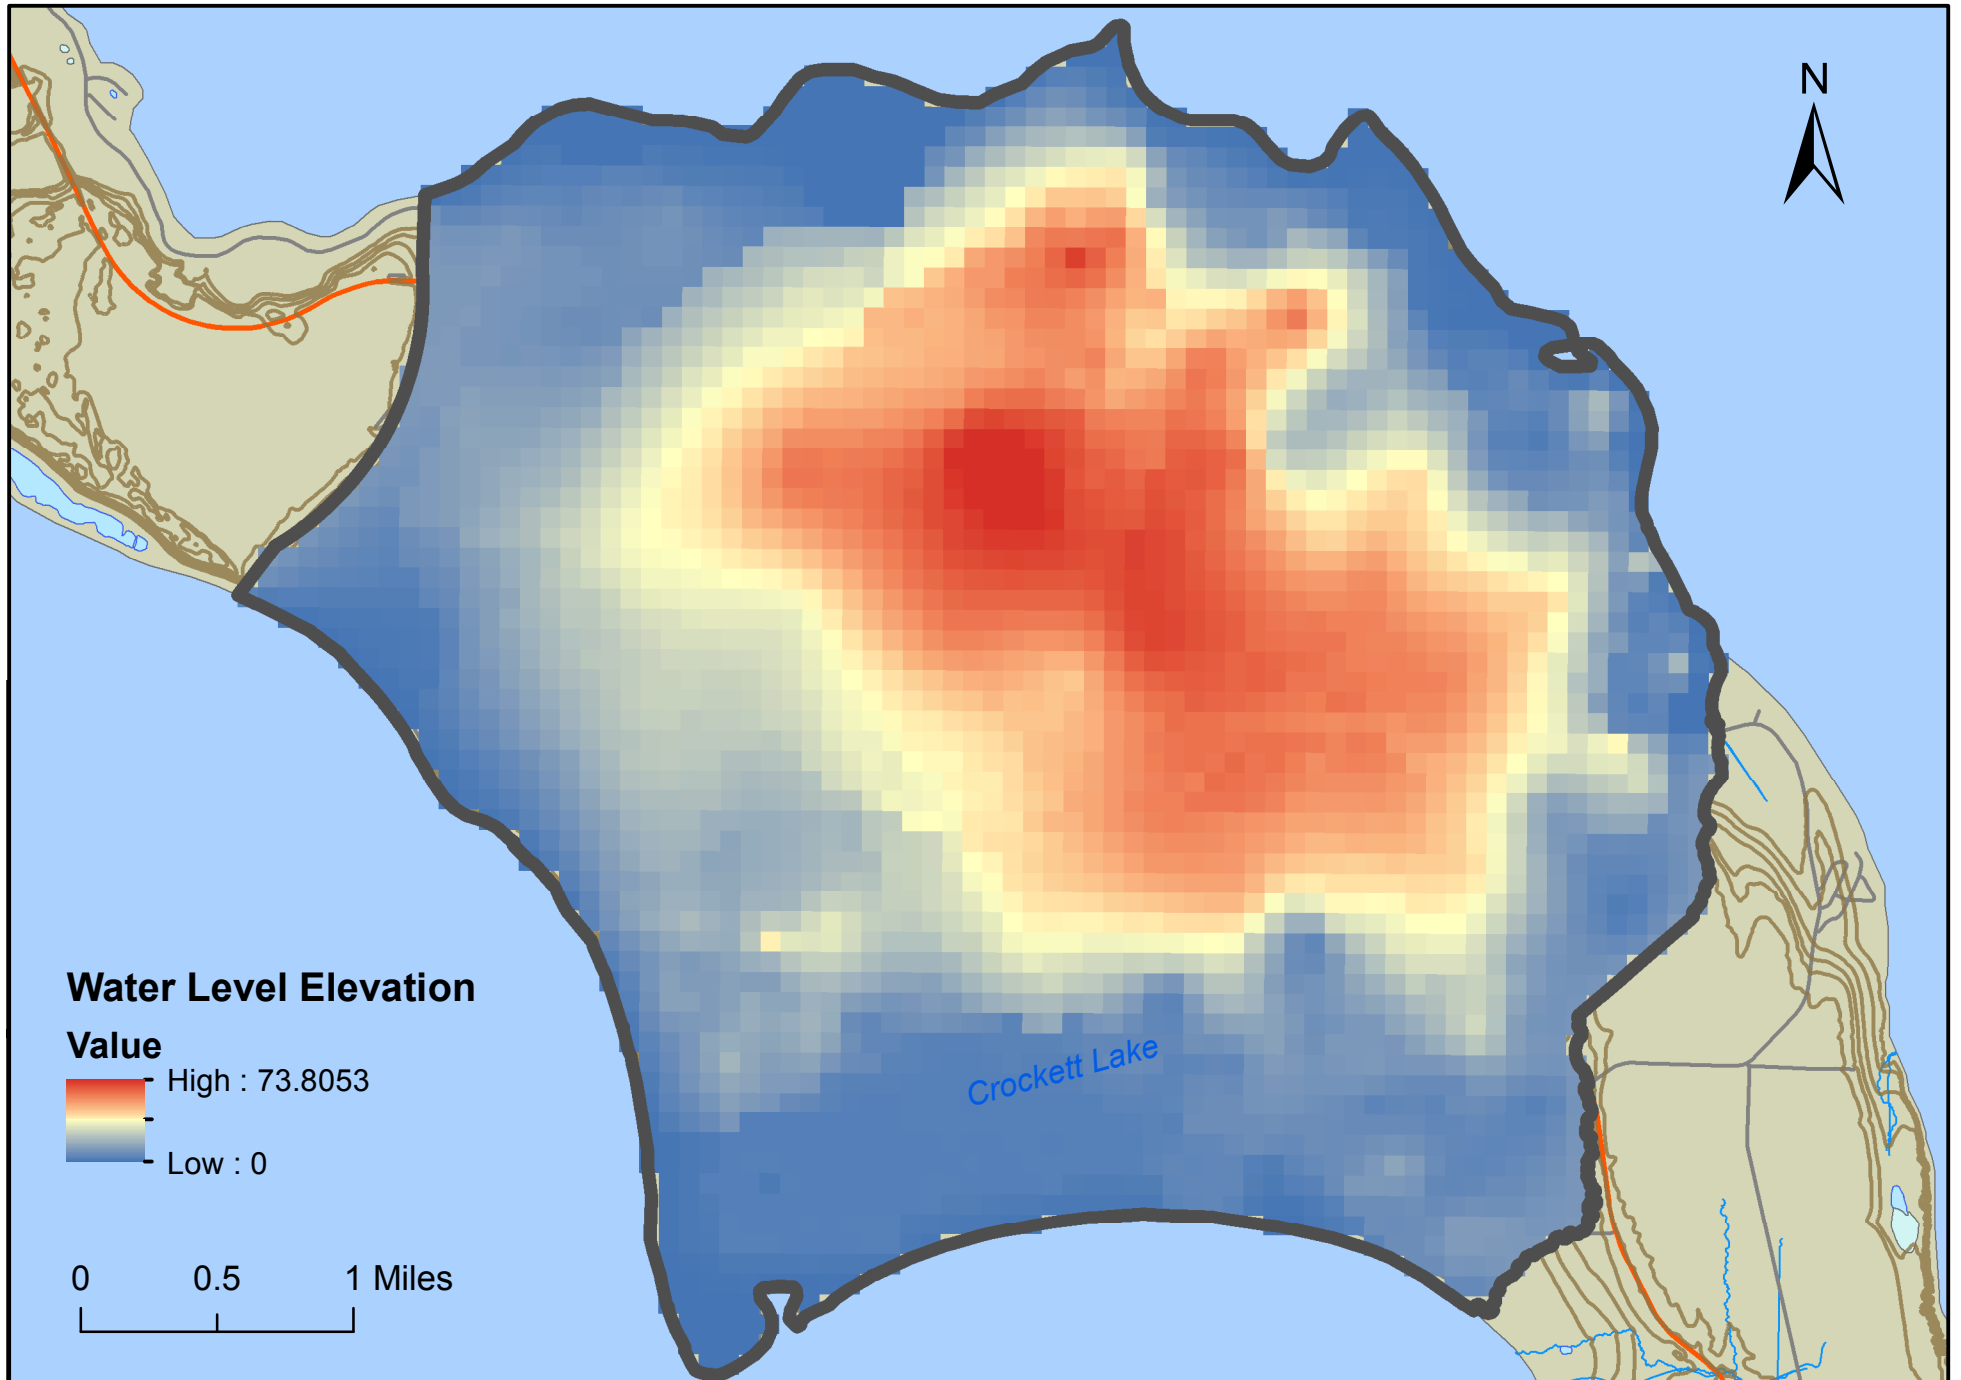 N
Crockett Lake
Water Level Elevation
Value
High : 73.8053
Low : 0
0 0.5 1 Miles